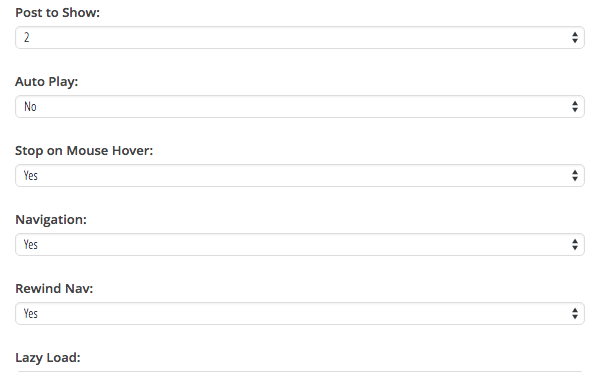 Post to Show:
2
Auto Play:
No
Stop on Mouse Hover:
Yes
Navigation:
Yes
Rewind Nav:
Yes
Lazy Load: